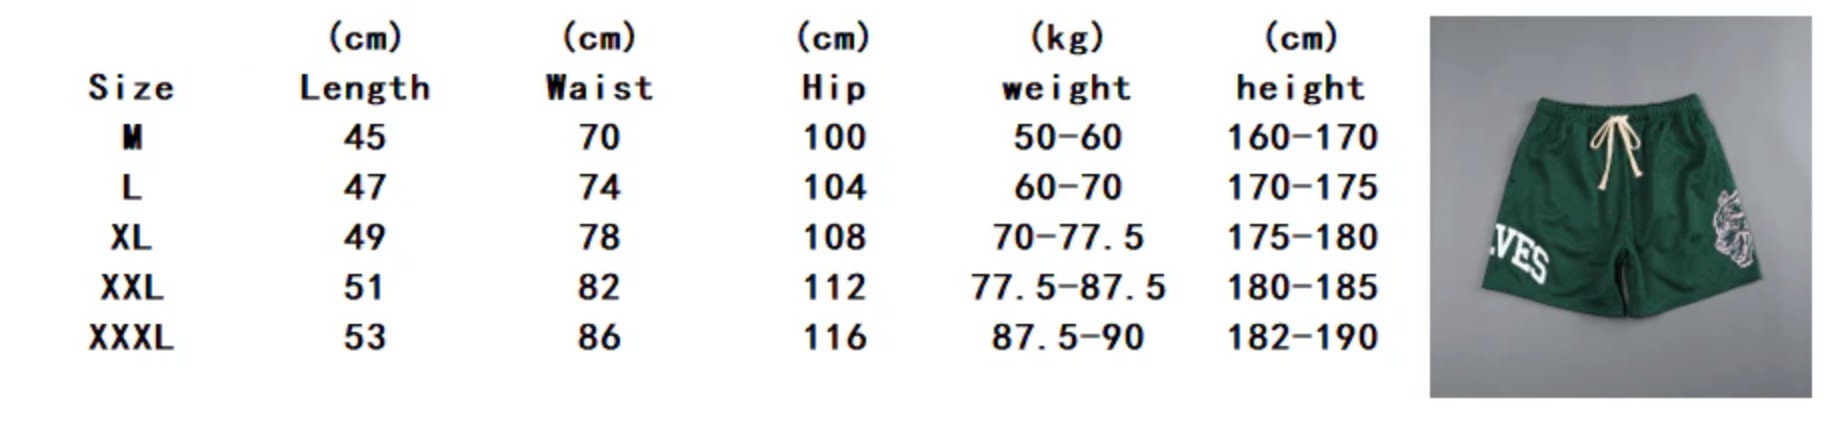 (cm) (cm) (cm) (kg) (cm)
Size Length Waist Hip weight height
M 45 70 100 50-60 160-170
L 47 74 104 60-70 170-175
XL 49 78 108 70-77.5 175-180
XXL 51 82 112 77.5-87.5 180-185
XXXL 53 86 116 87.5-90 182-190
VES